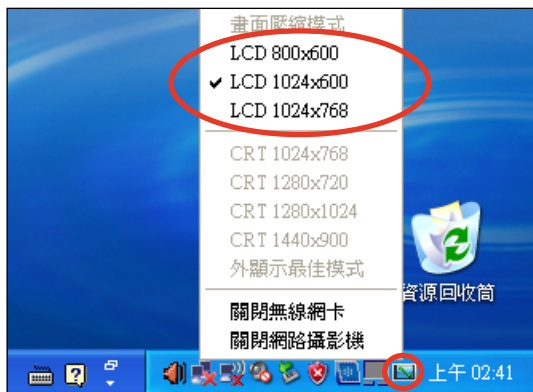 畫面壓縮模式
LCD 800x600
LCD 1024x600
LCD 1024x768
CRT 1024x768
CRT 1280x720
CRT 1280x1024
CRT 1440x900
外顯示最佳模式
關閉無線網卡
關閉網路攝影機
資源回收筒
上午 02:41